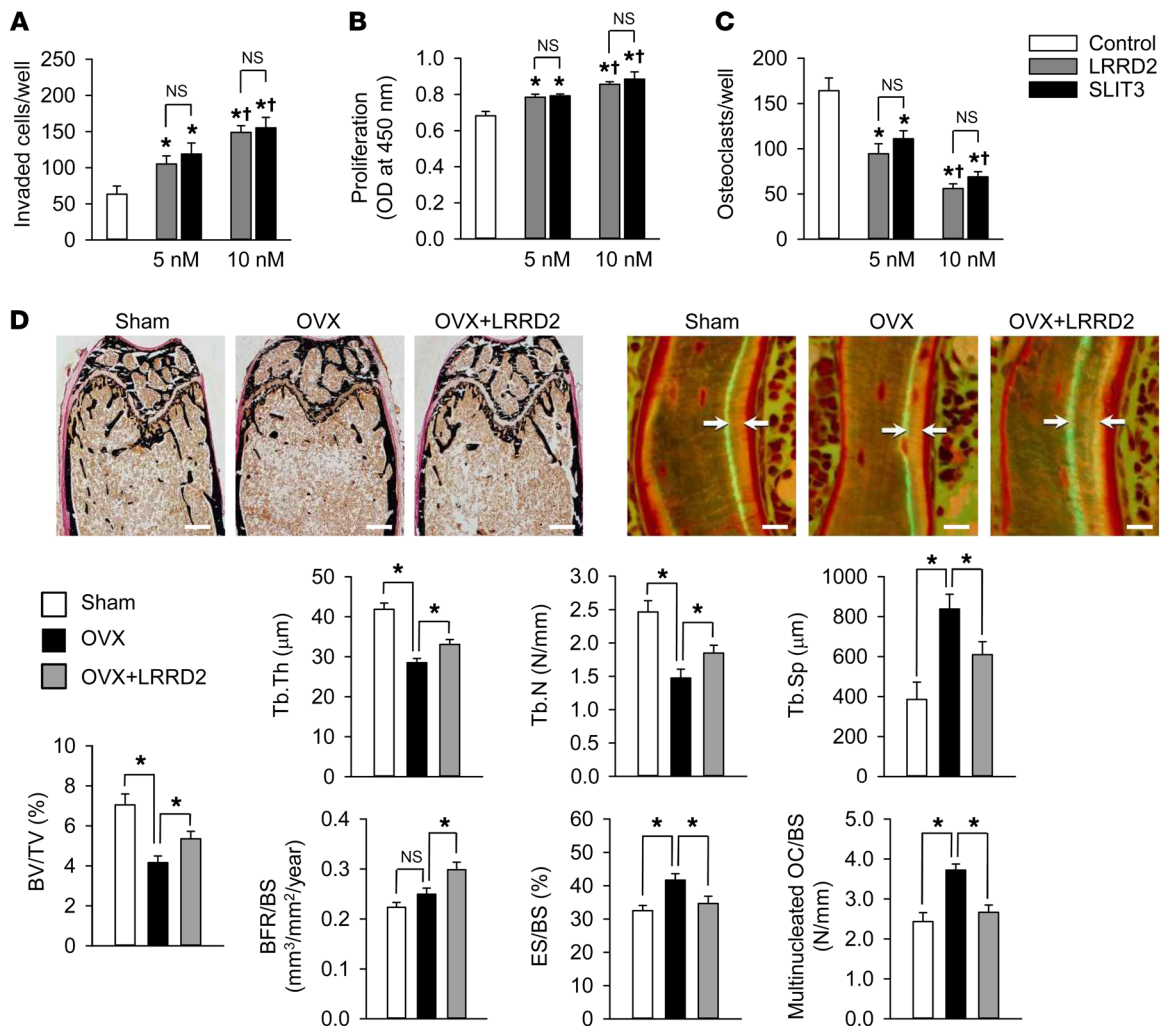 A
Invaded cells/well
250
200
150
100
50
0
NS
NS
* * *† *†
5 nM 10 nM
B
Proliferation
(OD at 450 nm)
1.0
0.8
0.6
0.4
0.2
0.0
NS
NS
* * *† *†
5 nM 10 nM
C
Osteoclasts/well
200
150
100
50
0
NS
NS
* * *† *†
5 nM 10 nM
Control
LRRD2
SLIT3
D
Sham OVX OVX+LRRD2 Sham OVX OVX+LRRD2
Sham
OVX
OVX+LRRD2
BV/TV (%)
10
8
6
4
2
0
* *
Tb.Th (μm)
50
40
30
20
10
0
* *
Tb.N (N/mm)
3.0
2.5
2.0
1.5
1.0
0.5
0.0
* *
Tb.Sp (μm)
1000
800
600
400
200
0
* *
BFR/BS
(mm³/mm²/year)
0.4
0.3
0.2
0.1
0.0
NS *
ES/BS (%)
60
50
40
30
20
10
0
* *
Multinucleated OC/BS
(N/mm)
5.0
4.0
3.0
2.0
1.0
0.0
* *